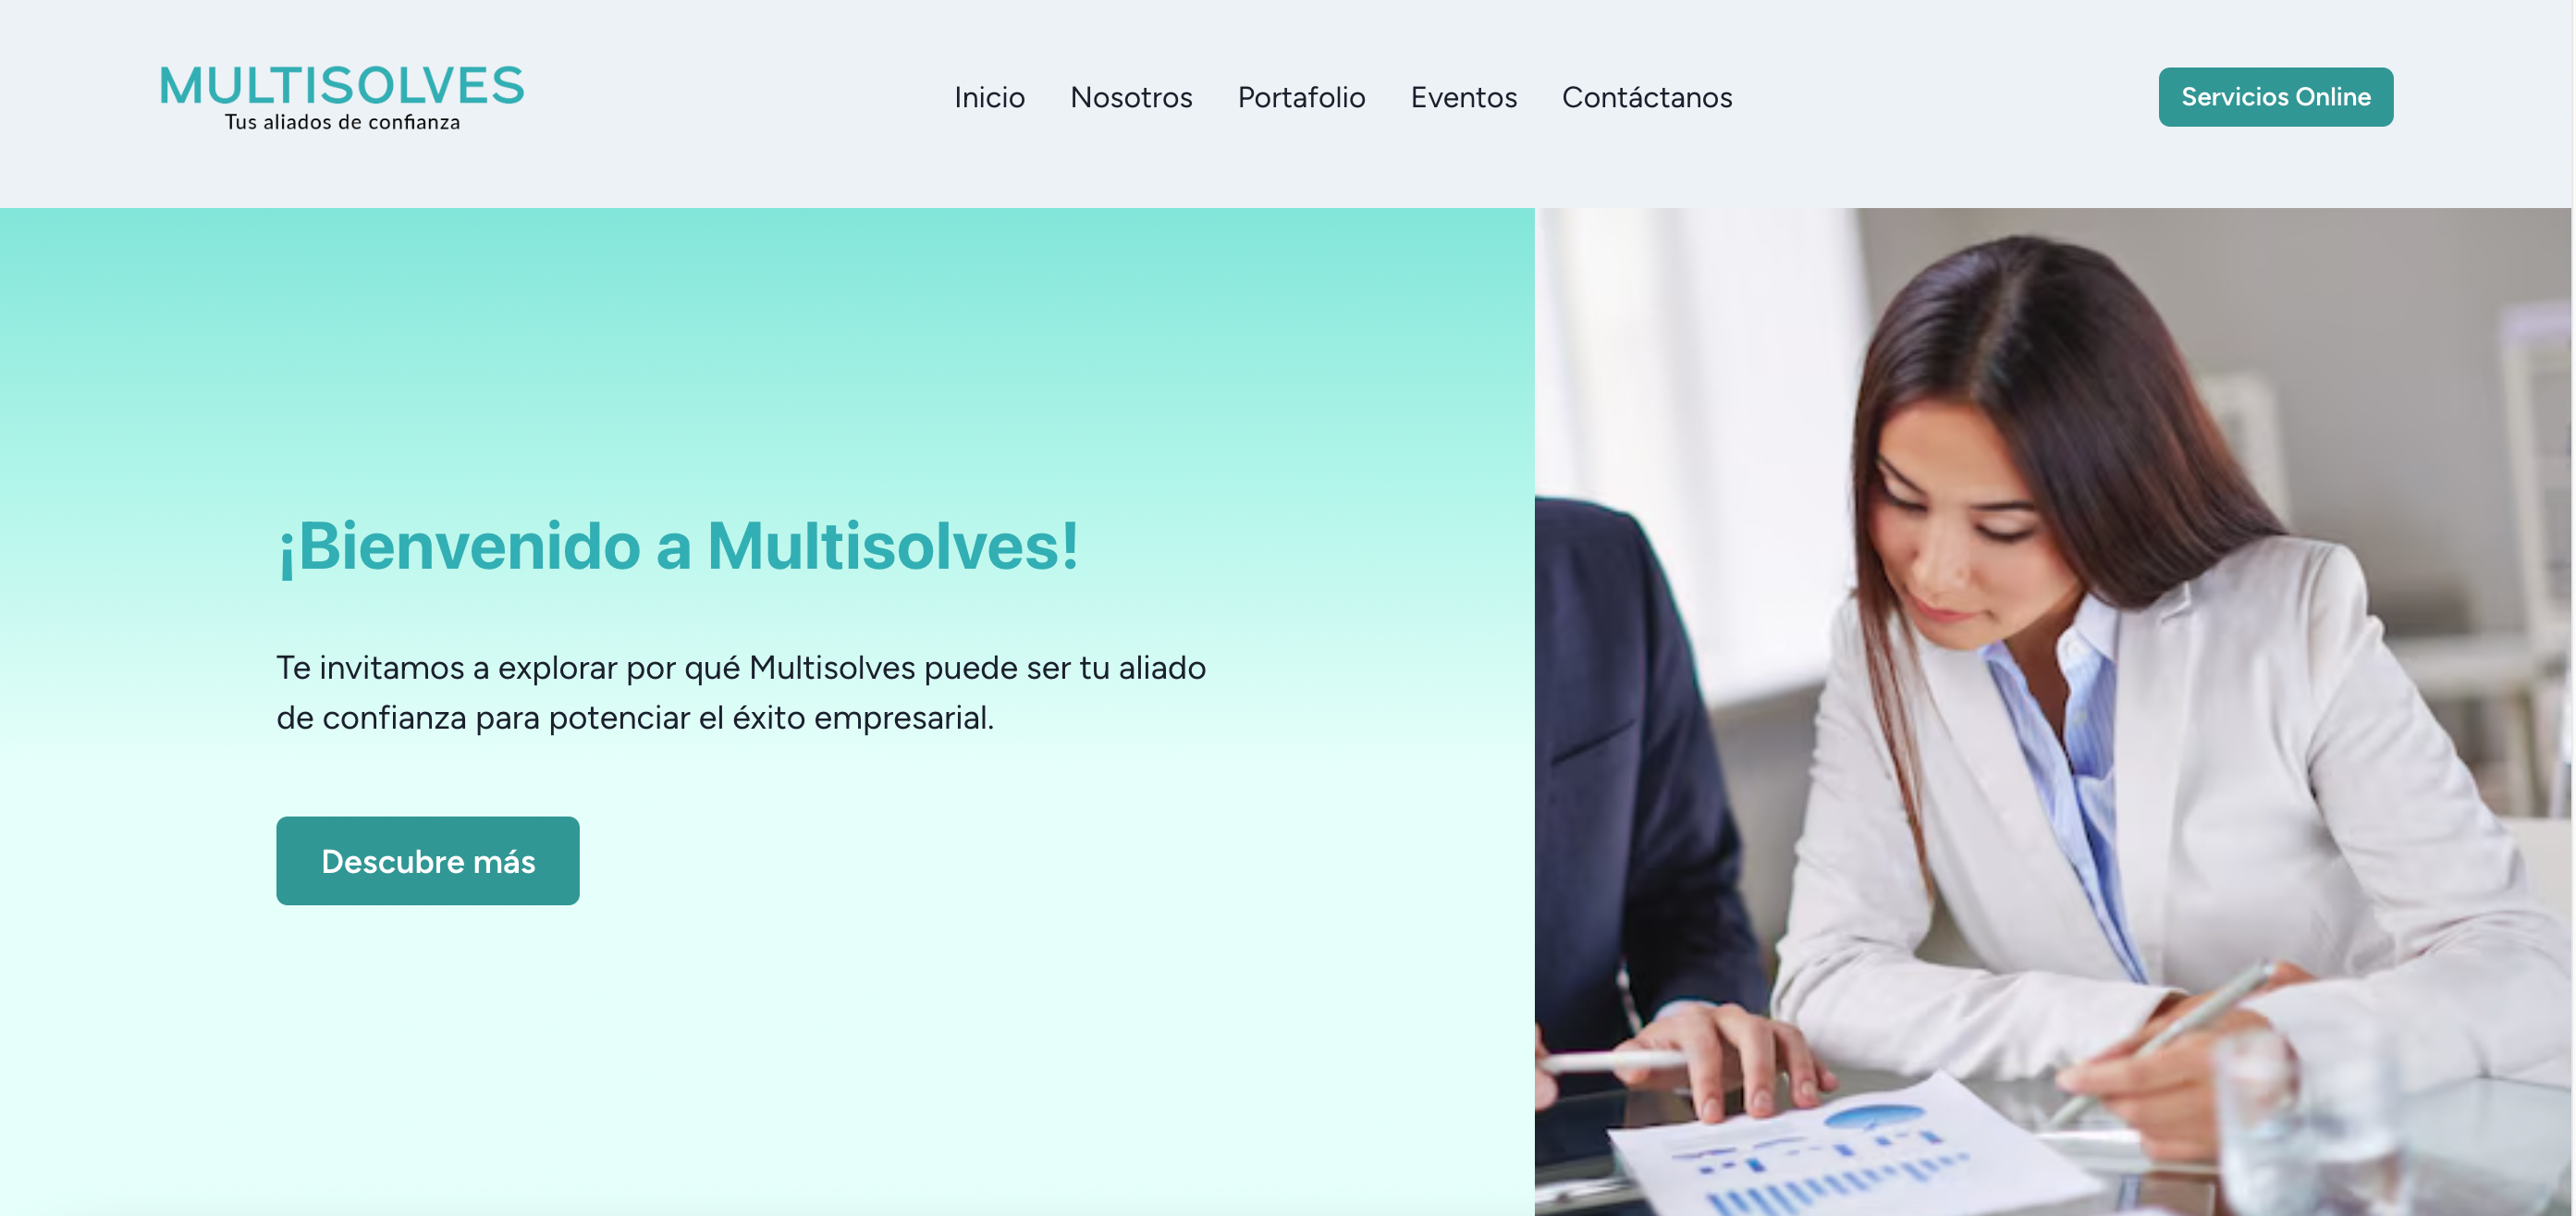 MULTISOLVES
Tus aliados de confianza
Inicio
Nosotros
Portafolio
Eventos
Contáctanos
Servicios Online
¡Bienvenido a Multisolves!
Te invitamos a explorar por qué Multisolves puede ser tu aliado
de confianza para potenciar el éxito empresarial.
Descubre más